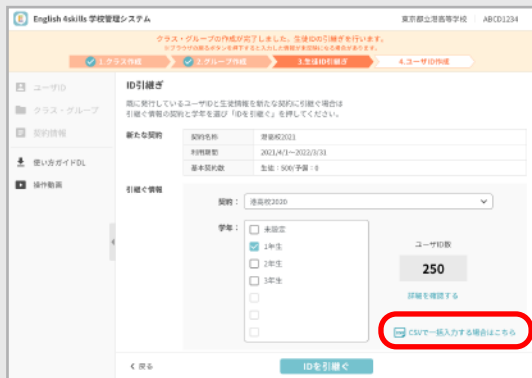 English 4skills 学校管理システム
東京都立港高等学校 ABCD1234
クラス・グループの作成が完了しました。生徒IDの引継ぎを行います。
※ブラウザの戻るボタンを押下すると入力した情報が未反映になる場合があります。
1.クラス作成 2.グループ作成 3.生徒ID引継ぎ 4.ユーザID作成
ユーザID
クラス・グループ
契約情報
使い方ガイドDL
操作動画
ID引継ぎ
既に発行しているユーザIDと生徒情報を新たな契約に引継ぐ場合は
引継ぐ情報の契約と学年を選び「IDを引継ぐ」を押してください。
新たな契約
契約名称 港高校2021
利用期間 2021/4/1～2022/3/31
基本契約数 生徒：500/予備：0
引継ぐ情報
契約： 港高校2020
学年：
未設定
1年生
2年生
3年生
ユーザID数
250
詳細を確認する
CSVで一括入力する場合はこちら
戻る
IDを引継ぐ